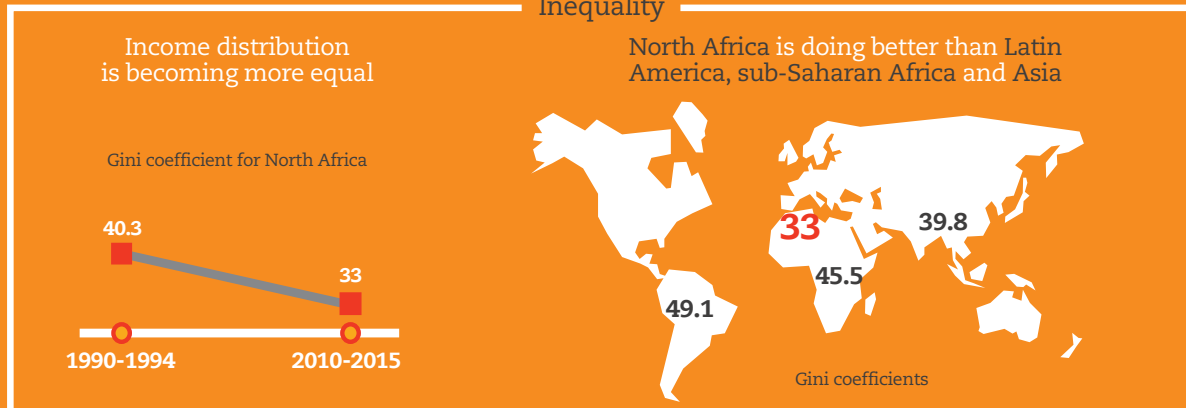 Inequality
Income distribution
is becoming more equal
Gini coefficient for North Africa
40.3
33
1990-1994
2010-2015
North Africa is doing better than Latin
America, sub-Saharan Africa and Asia
33
39.8
45.5
49.1
Gini coefficients